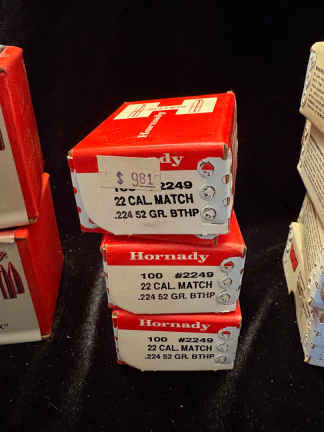 Hornady
Hornady
$ 981
100 #2249
22 CAL. MATCH
.224 52 GR. BTHP
Hornady
100 #2249
22 CAL. MATCH
.224 52 GR. BTHP
Hornady
100 #2249
22 CAL. MATCH
.224 52 GR. BTHP